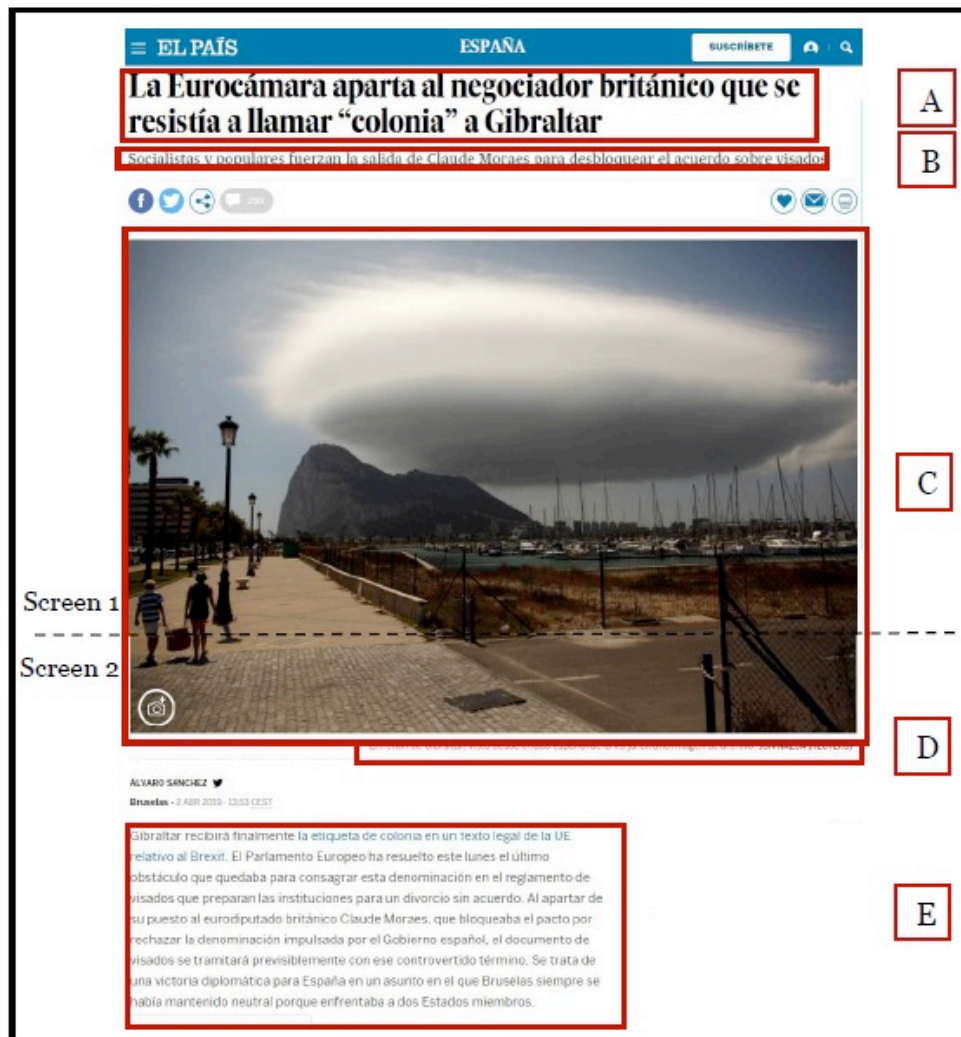 EL PAÍS ESPAÑA SUSCRÍBETE
La Eurocámara aparta al negociador británico que se
resistía a llamar “colonia” a Gibraltar
A
Socialistas y populares fuerzan la salida de Claude Moraes para desbloquear el acuerdo sobre visados
B
C
Screen 1
Screen 2
D
ÁLVARO SÁNCHEZ
Bruselas - 2 ABR 2019 - 13:53 CEST
Gibraltar recibirá finalmente la etiqueta de colonia en un texto legal de la UE
relativo al Brexit. El Parlamento Europeo ha resuelto este lunes el último
obstáculo que quedaba para consagrar esta denominación en el reglamento de
visados que preparan las instituciones para un divorcio sin acuerdo. Al apartar de
su puesto al eurodiputado británico Claude Moraes, que bloqueaba el pacto por
rechazar la denominación impulsada por el Gobierno español, el documento de
visados se tramitará previsiblemente con ese controvertido término. Se trata de
una victoria diplomática para España en un asunto en el que Bruselas siempre se
había mantenido neutral porque enfrentaba a dos Estados miembros.
E